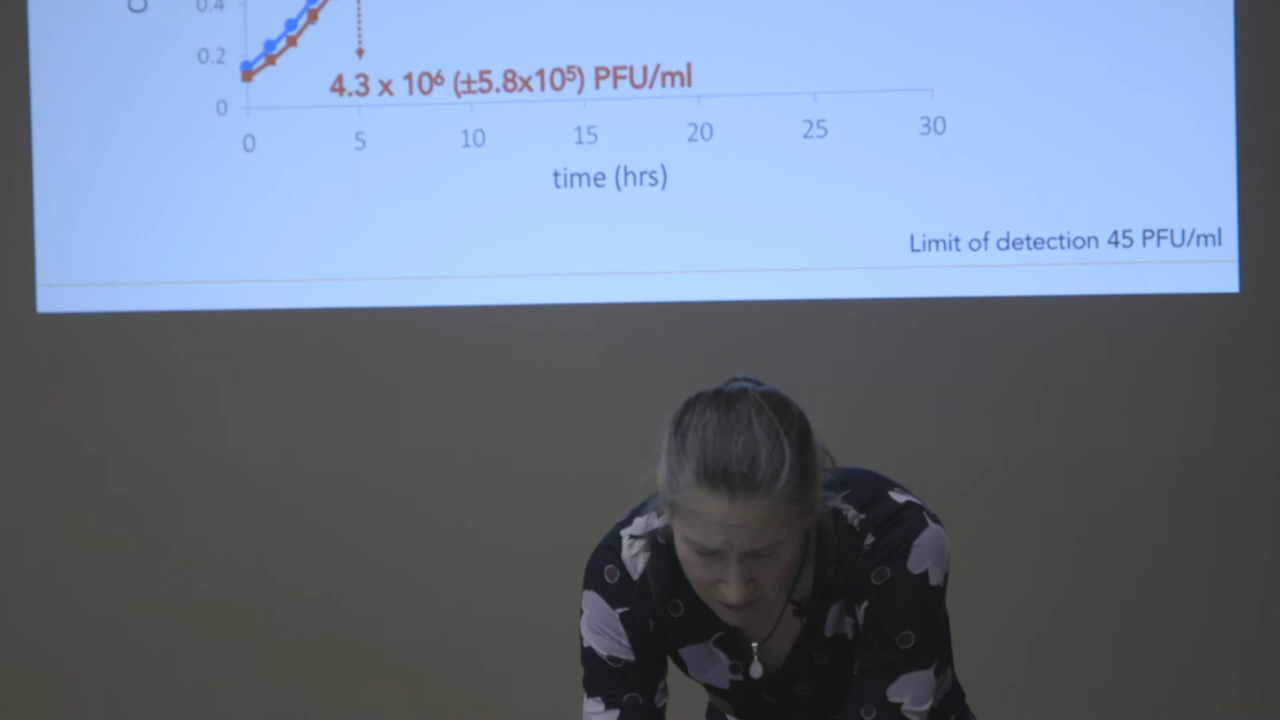 0.4
0.2
4.3 x 10⁶ (±5.8x10⁵) PFU/ml
0
0 5 10 15 20 25 30
time (hrs)
Limit of detection 45 PFU/ml